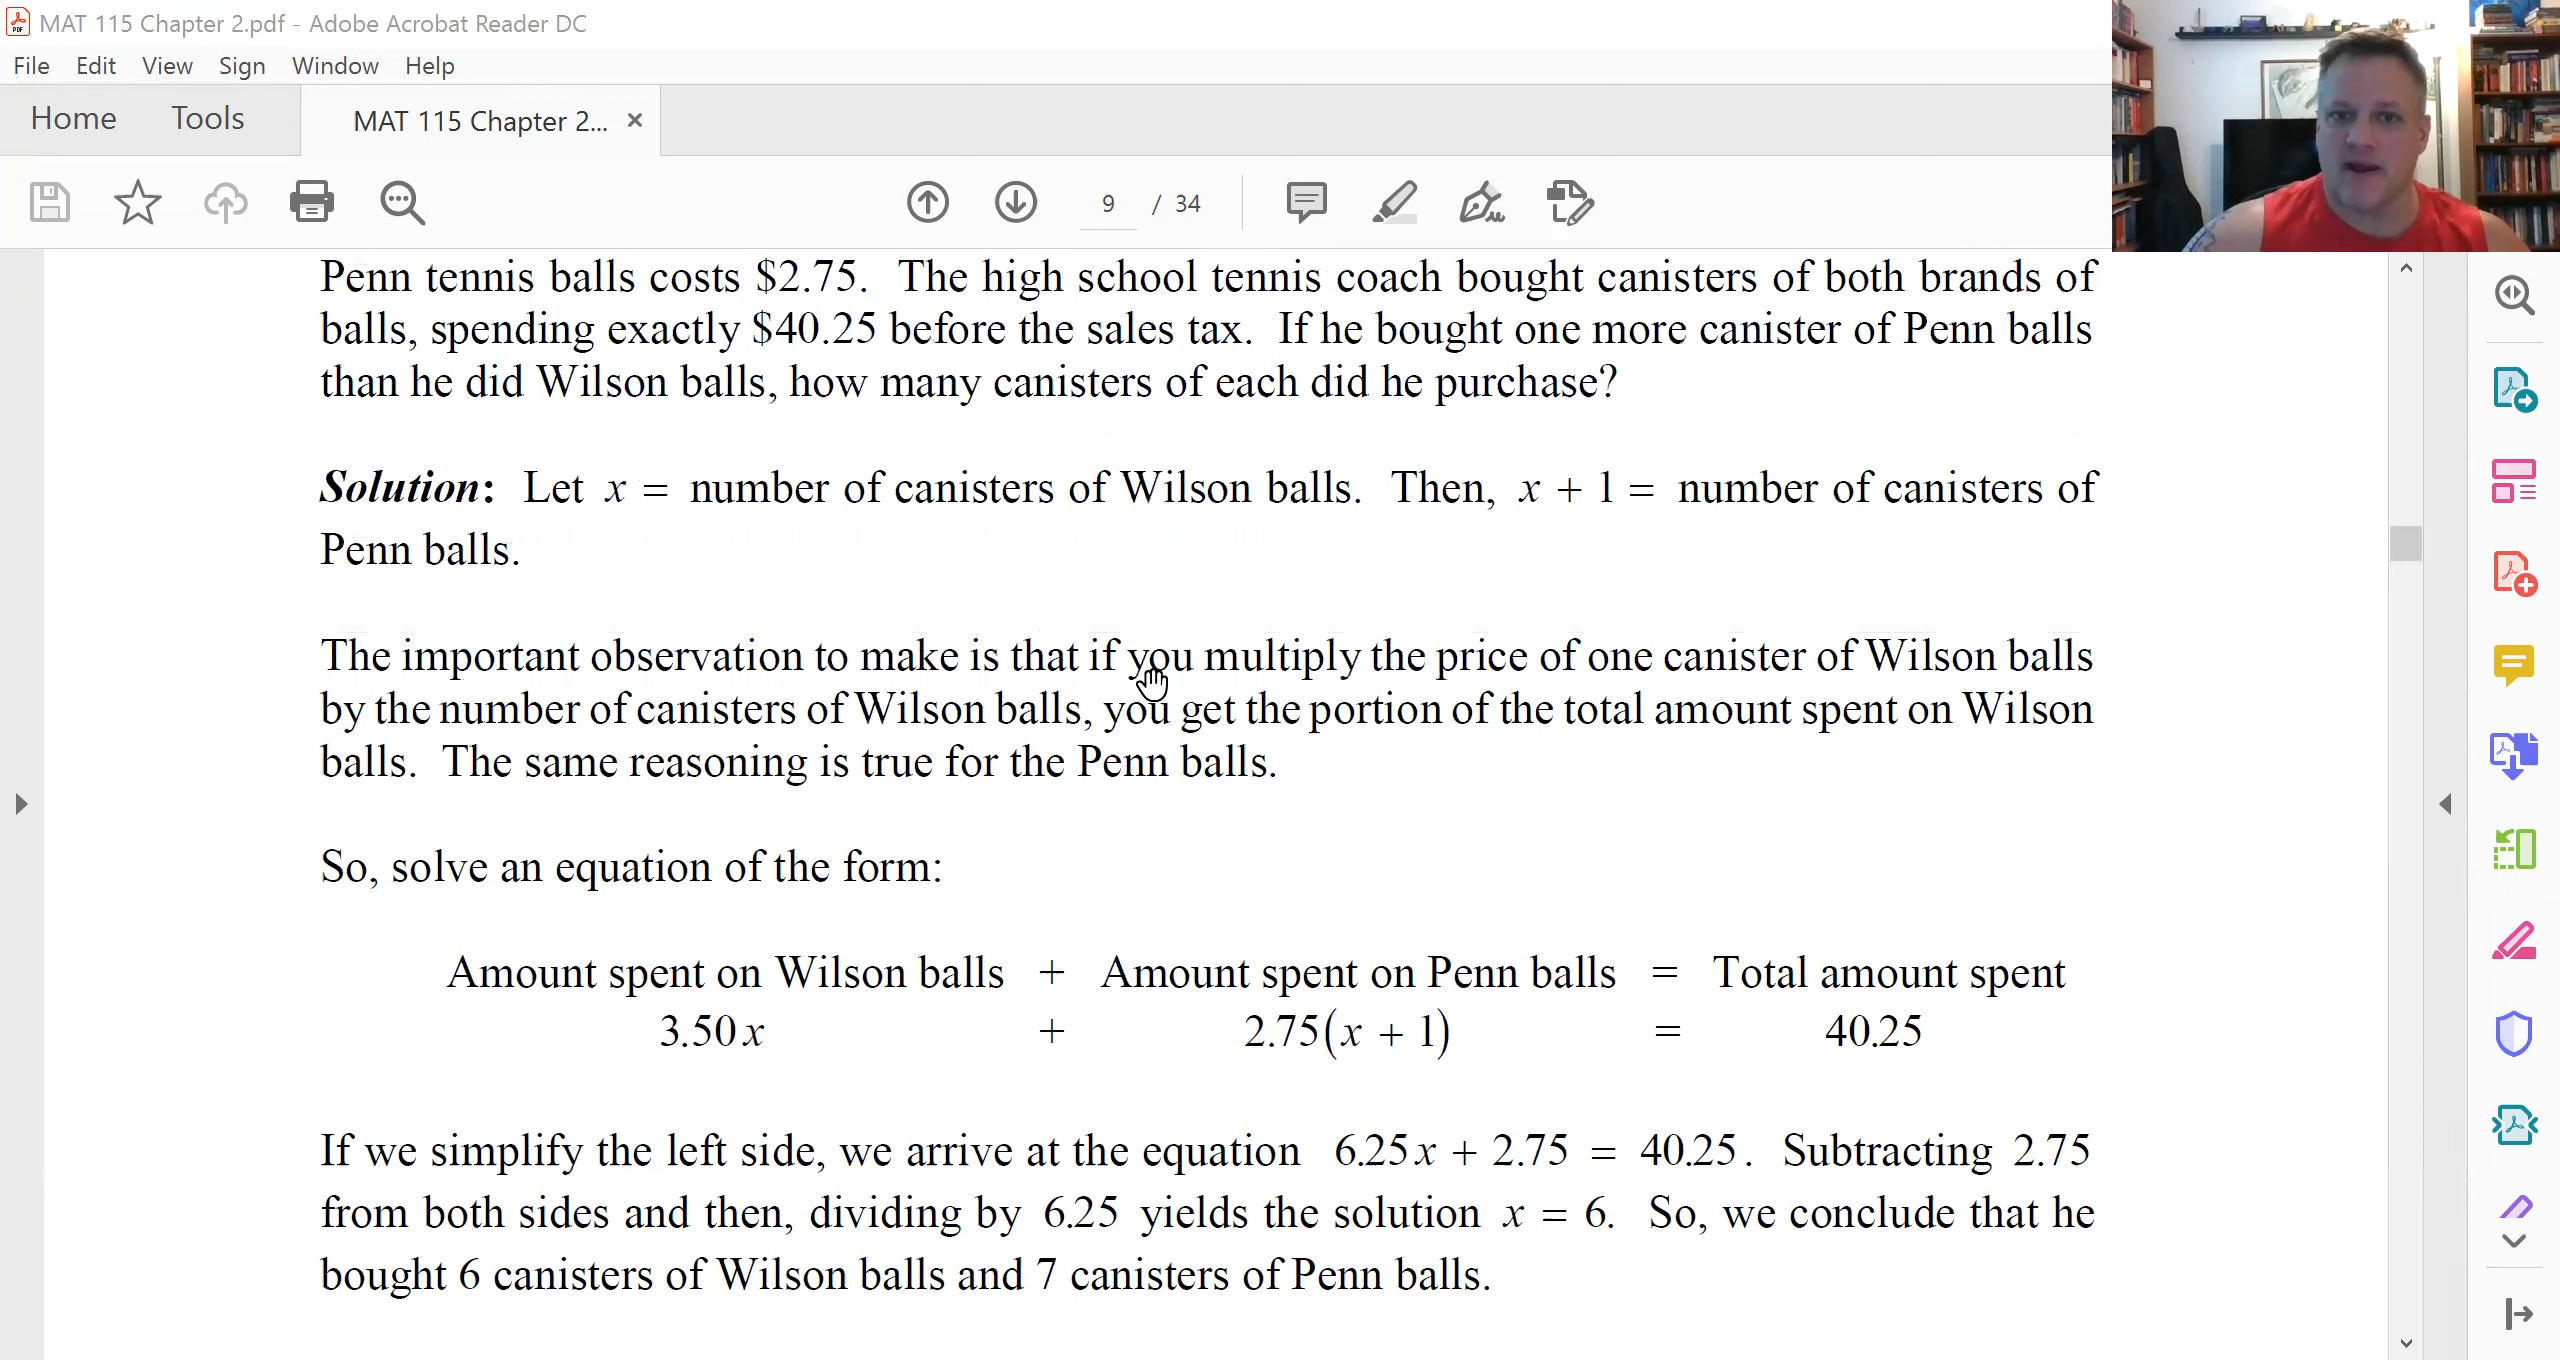 MAT 115 Chapter 2.pdf - Adobe Acrobat Reader DC
File Edit View Sign Window Help
Home Tools MAT 115 Chapter 2... ×
9 / 34
Penn tennis balls costs $2.75. The high school tennis coach bought canisters of both brands of
balls, spending exactly $40.25 before the sales tax. If he bought one more canister of Penn balls
than he did Wilson balls, how many canisters of each did he purchase?
Solution: Let x = number of canisters of Wilson balls. Then, x + 1 = number of canisters of
Penn balls.
The important observation to make is that if you multiply the price of one canister of Wilson balls
by the number of canisters of Wilson balls, you get the portion of the total amount spent on Wilson
balls. The same reasoning is true for the Penn balls.
So, solve an equation of the form:
Amount spent on Wilson balls + Amount spent on Penn balls = Total amount spent
3.50x + 2.75(x + 1) = 40.25
If we simplify the left side, we arrive at the equation 6.25x + 2.75 = 40.25. Subtracting 2.75
from both sides and then, dividing by 6.25 yields the solution x = 6. So, we conclude that he
bought 6 canisters of Wilson balls and 7 canisters of Penn balls.